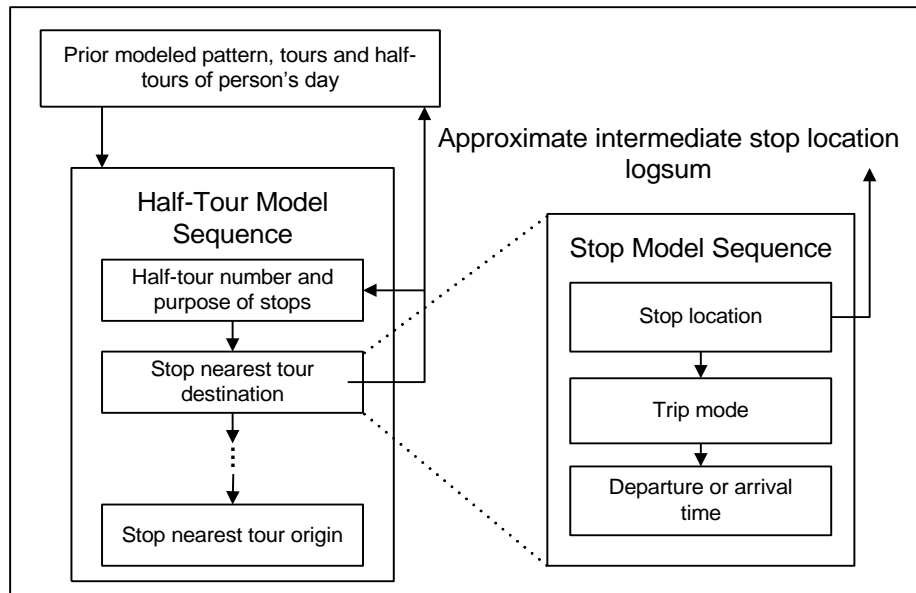 Prior modeled pattern, tours and half-
tours of person's day
Approximate intermediate stop location
logsum
Half-Tour Model
Sequence
Half-tour number and
purpose of stops
Stop nearest tour
destination
Stop nearest tour origin
Stop Model Sequence
Stop location
Trip mode
Departure or arrival
time